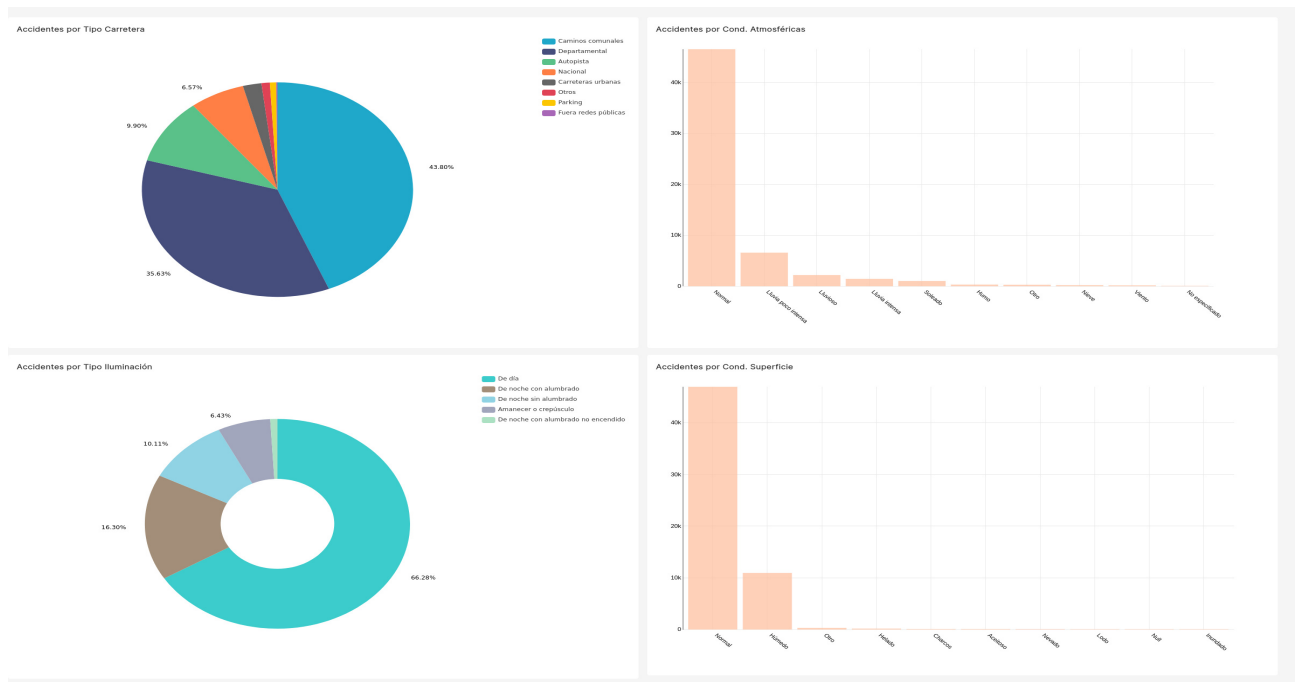 Accidentes por Tipo Carretera
Caminos comunales
Departamental
Autopista
Nacional
Carreteras urbanas
Otros
Parking
Fuera redes públicas
6.57%
9.90%
43.80%
35.63%
Accidentes por Cond. Atmosféricas
40k
30k
20k
10k
0
Normal
Lluvia poco intensa
Lluvioso
Lluvia intensa
Soleado
Humo
Otro
Nieve
Viento
No especificado
Accidentes por Tipo Iluminación
De día
De noche con alumbrado
De noche sin alumbrado
Amanecer o crepúsculo
De noche con alumbrado no encendido
6.43%
10.11%
16.30%
66.28%
Accidentes por Cond. Superficie
40k
30k
20k
10k
0
Normal
Húmedo
Otro
Helado
Charcos
Aceitoso
Nevado
Lodo
Null
Inundado